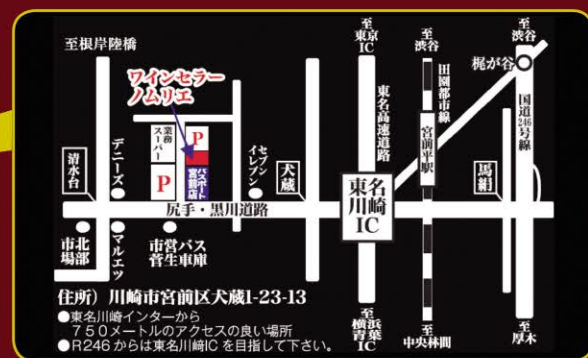 至根岸陸橋
至東京IC
至渋谷
至渋谷
ワインセラー
ノムリエ
梶が谷
東名高速道路
田園都市線
国道246号線
宮前平駅
清水台
デニーズ
業務スーパー
P
P
パスポート宮前店
セブンイレブン
犬蔵
東名川崎IC
馬絹
尻手・黒川道路
北部市場
マルエツ
市営バス
菅生車庫
住所）川崎市宮前区犬蔵1-23-13
●東名川崎インターから
750メートルのアクセスの良い場所
●R246からは東名川崎ICを目指して下さい。
至横浜青葉IC
至中央林間
至厚木